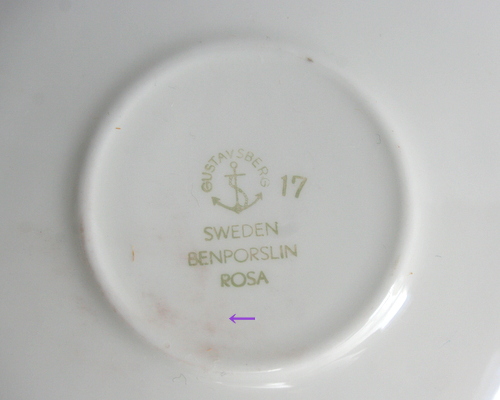 GUSTAVSBERG
17
SWEDEN
BENPORSLIN
ROSA